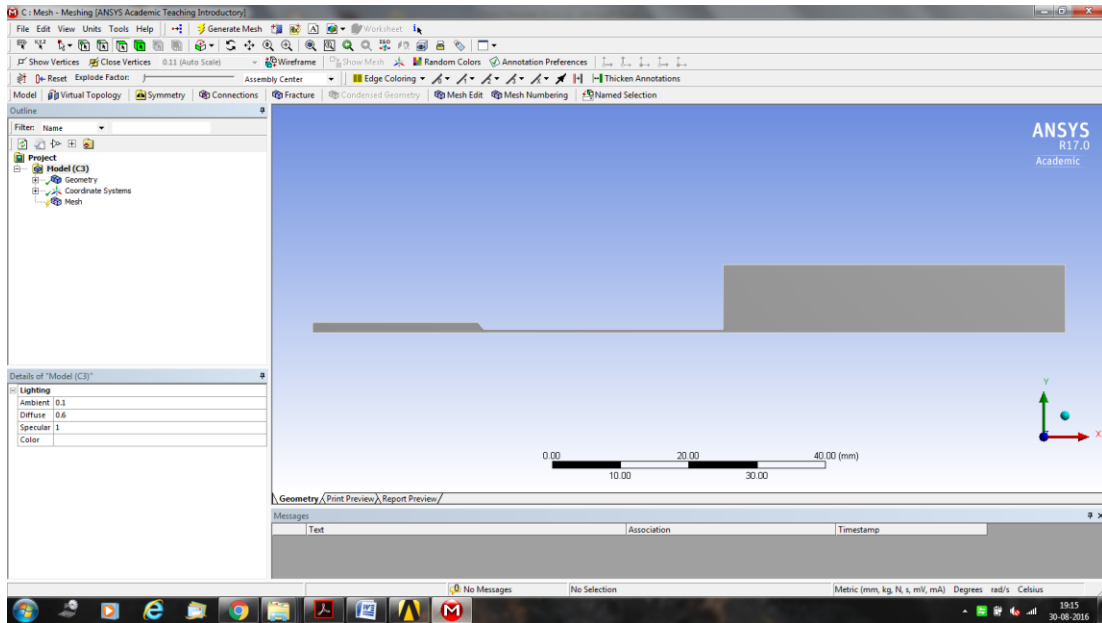 C : Mesh - Meshing [ANSYS Academic Teaching Introductory]
File Edit View Units Tools Help Generate Mesh A Worksheet
Show Vertices Close Vertices 0.11 (Auto Scale) Wireframe Show Mesh Random Colors Annotation Preferences
Reset Explode Factor: Assembly Center Edge Coloring Thicken Annotations
Model Virtual Topology Symmetry Connections Fracture Condensed Geometry Mesh Edit Mesh Numbering Named Selection
Outline
Filter: Name
Project
Model (C3)
Geometry
Coordinate Systems
Mesh
ANSYS
R17.0
Academic
Details of "Model (C3)"
Lighting
Ambient 0.1
Diffuse 0.6
Specular 1
Color
Y
X
0.00 20.00 40.00 (mm)
10.00 30.00
Geometry Print Preview Report Preview
Messages
Text Association Timestamp
No Messages No Selection Metric (mm, kg, N, s, mV, mA) Degrees rad/s Celsius
19:15
30-08-2016